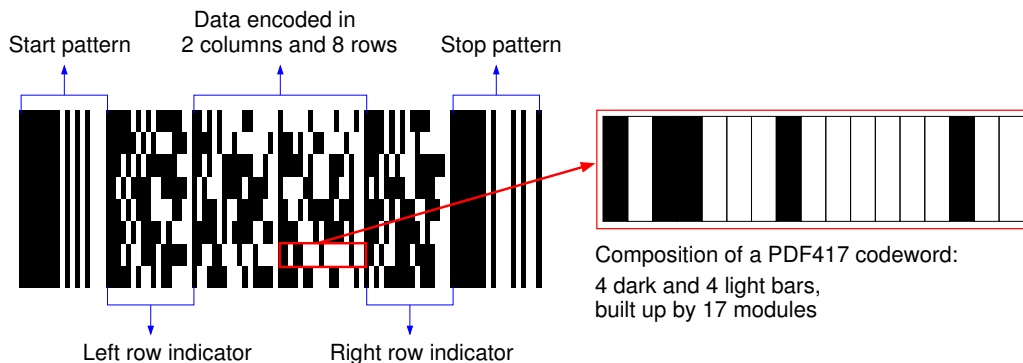 Data encoded in
2 columns and 8 rows
Start pattern
Stop pattern
Composition of a PDF417 codeword:
4 dark and 4 light bars,
built up by 17 modules
Left row indicator
Right row indicator